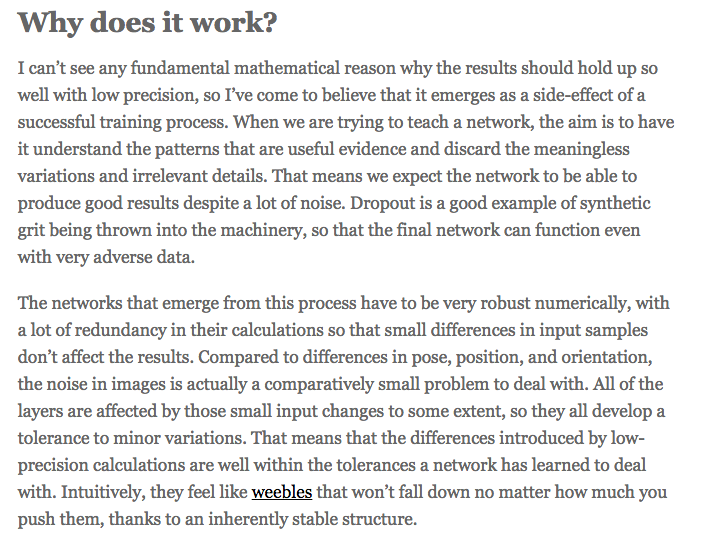 Why does it work?
I can’t see any fundamental mathematical reason why the results should hold up so
well with low precision, so I’ve come to believe that it emerges as a side-effect of a
successful training process. When we are trying to teach a network, the aim is to have
it understand the patterns that are useful evidence and discard the meaningless
variations and irrelevant details. That means we expect the network to be able to
produce good results despite a lot of noise. Dropout is a good example of synthetic
grit being thrown into the machinery, so that the final network can function even
with very adverse data.
The networks that emerge from this process have to be very robust numerically, with
a lot of redundancy in their calculations so that small differences in input samples
don’t affect the results. Compared to differences in pose, position, and orientation,
the noise in images is actually a comparatively small problem to deal with. All of the
layers are affected by those small input changes to some extent, so they all develop a
tolerance to minor variations. That means that the differences introduced by low-
precision calculations are well within the tolerances a network has learned to deal
with. Intuitively, they feel like weebles that won’t fall down no matter how much you
push them, thanks to an inherently stable structure.